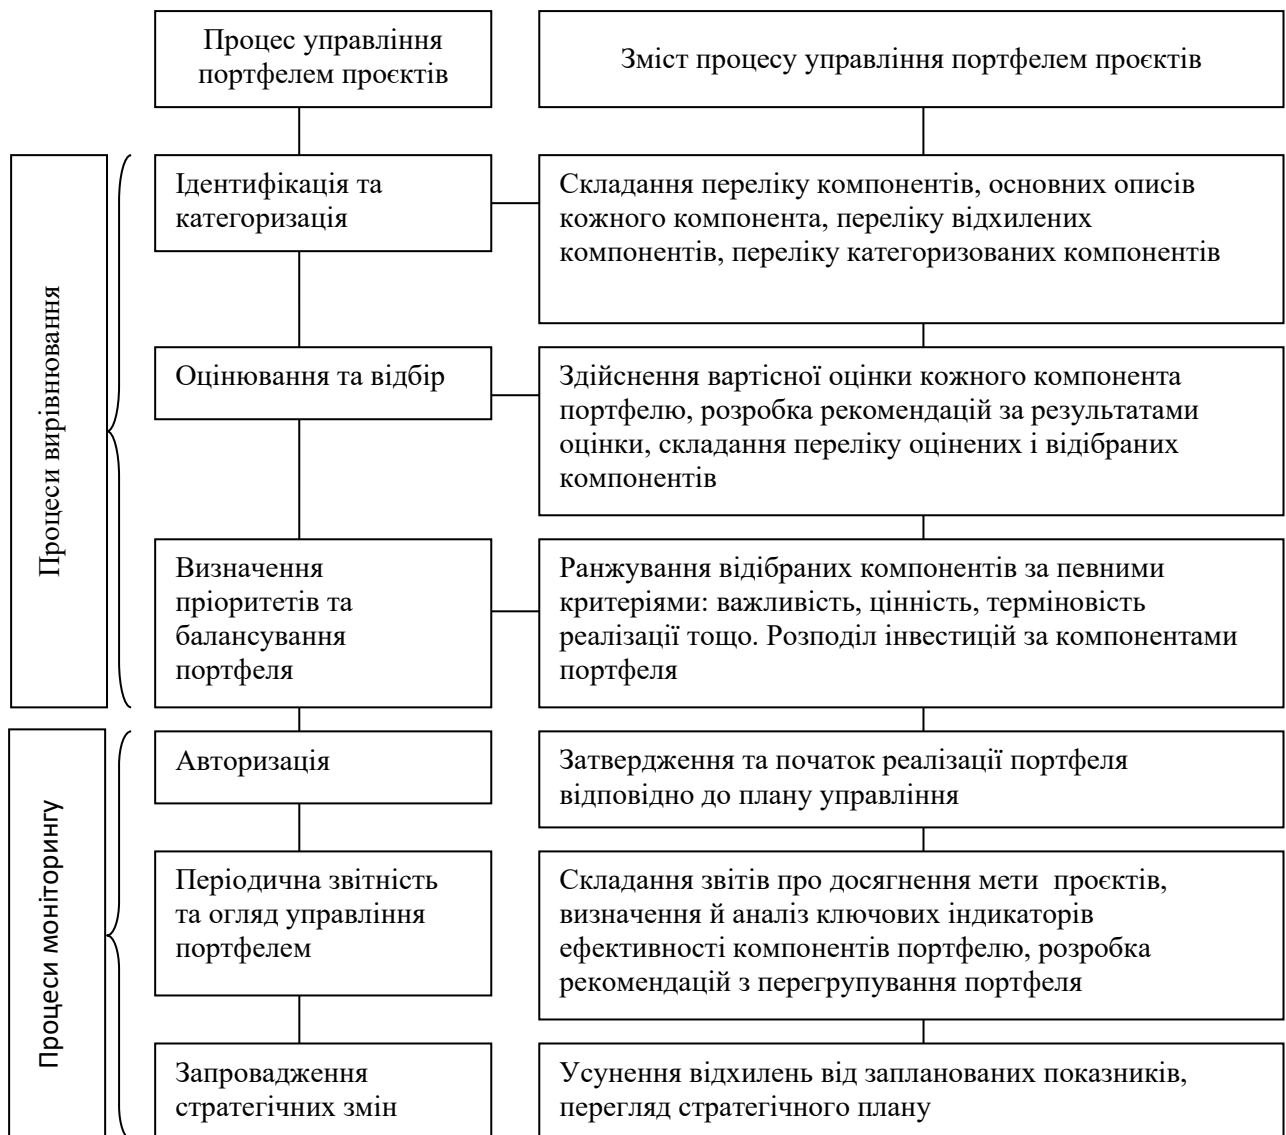 Процес управління
портфелем проєктів
Зміст процесу управління портфелем проєктів
Процеси вирівнювання
Ідентифікація та
категоризація
Складання переліку компонентів, основних описів
кожного компонента, переліку відхилених
компонентів, переліку категоризованих компонентів
Оцінювання та відбір
Здійснення вартісної оцінки кожного компонента
портфелю, розробка рекомендацій за результатами
оцінки, складання переліку оцінених і відібраних
компонентів
Визначення
пріоритетів та
балансування
портфеля
Ранжування відібраних компонентів за певними
критеріями: важливість, цінність, терміновість
реалізації тощо. Розподіл інвестицій за компонентами
портфеля
Процеси моніторингу
Авторизація
Затвердження та початок реалізації портфеля
відповідно до плану управління
Періодична звітність
та огляд управління
портфелем
Складання звітів про досягнення мети  проєктів,
визначення й аналіз ключових індикаторів
ефективності компонентів портфелю, розробка
рекомендацій з перегрупування портфеля
Запровадження
стратегічних змін
Усунення відхилень від запланованих показників,
перегляд стратегічного плану